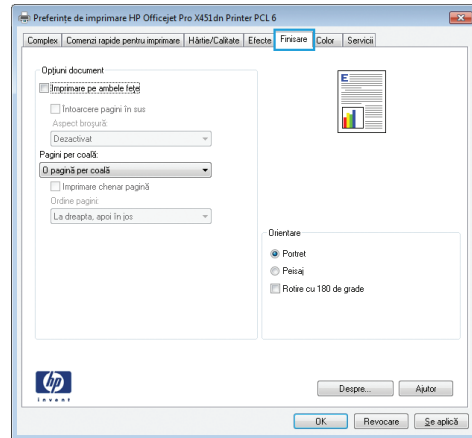 Preferințe de imprimare HP Officejet Pro X451dn Printer PCL 6
Complex Comenzi rapide pentru imprimare Hârtie/Calitate Efecte Finisare Color Servicii
Opțiuni document
Imprimare pe ambele fețe
Întoarcere pagini în sus
Aspect broșură:
Dezactivat
Pagini per coală:
O pagină per coală
Imprimare chenar pagină
Ordine pagini:
La dreapta, apoi în jos
E
Orientare
Portret
Peisaj
Rotire cu 180 de grade
hp
invent
Despre... Ajutor
OK Revocare Se aplică